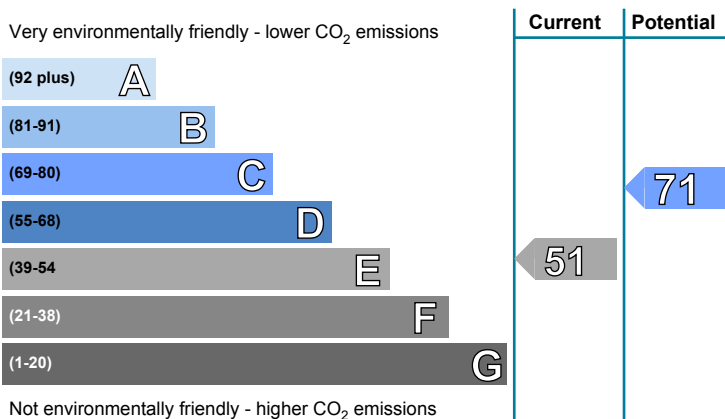 Very environmentally friendly - lower CO2 emissions
Current
Potential
(92 plus) A
(81-91) B
(69-80) C
71
(55-68) D
(39-54 E
51
(21-38) F
(1-20) G
Not environmentally friendly - higher CO2 emissions